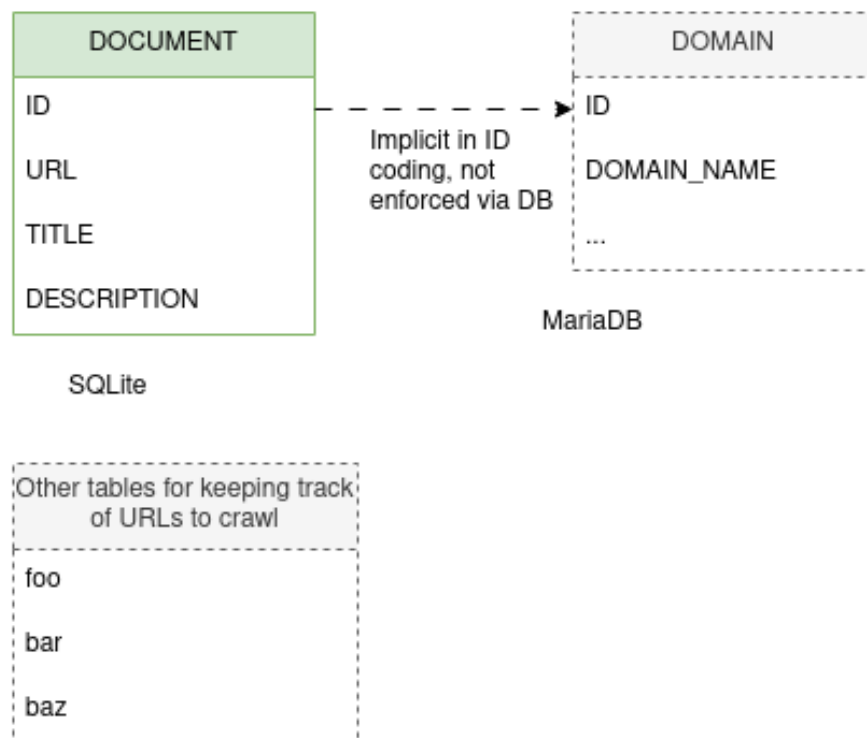 DOCUMENT
ID
URL
TITLE
DESCRIPTION
SQLite
Implicit in ID
coding, not
enforced via DB
DOMAIN
ID
DOMAIN_NAME
...
MariaDB
Other tables for keeping track
of URLs to crawl
foo
bar
baz